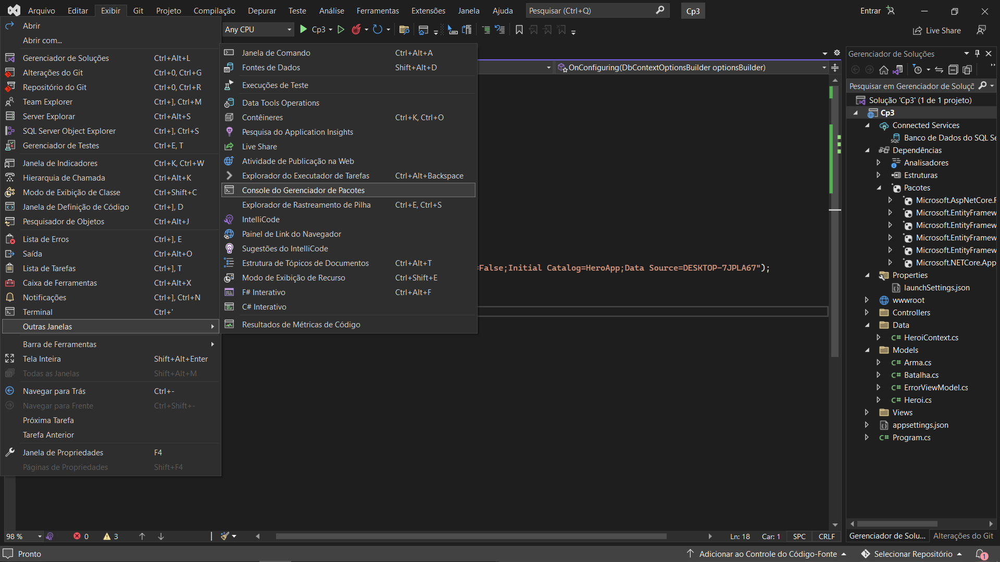 Arquivo Editar Exibir Git Projeto Compilação Depurar Teste Análise Ferramentas Extensões Janela Ajuda Pesquisar (Ctrl+Q) Cp3 Entrar
Any CPU Cp3 Live Share
Abrir
Abrir com...
Gerenciador de Soluções Ctrl+Alt+L
Alterações do Git Ctrl+0, Ctrl+G
Repositório do Git Ctrl+0, Ctrl+R
Team Explorer Ctrl+], Ctrl+M
Server Explorar Ctrl+Alt+S
SQL Server Object Explorer Ctrl+], Ctrl+S
Gerenciador de Testes Ctrl+E, T
Janela de Indicadores Ctrl+K, Ctrl+W
Hierarquia de Chamada Ctrl+Alt+K
Modo de Exibição de Classe Ctrl+Shift+C
Janela de Definição de Código Ctrl+], D
Pesquisador de Objetos Ctrl+Alt+J
Lista de Erros Ctrl+], E
Saída Ctrl+Alt+O
Lista de Tarefas Ctrl+], T
Caixa de Ferramentas Ctrl+Alt+X
Notificações Ctrl+], Ctrl+N
Terminal Ctrl+'
Outras Janelas
Barra de Ferramentas
Tela Inteira Shift+Alt+Enter
Todas as Janelas Shift+Alt+M
Navegar para Trás Ctrl+-
Navegar para Frente Ctrl+Shift+-
Próxima Tarefa
Tarefa Anterior
Janela de Propriedades F4
Páginas de Propriedades Shift+F4
Janela de Comando Ctrl+Alt+A
Fontes de Dados Shift+Alt+D
Execuções de Teste
Data Tools Operations
Contêineres Ctrl+K, Ctrl+O
Pesquisa do Application Insights
Live Share
Atividade de Publicação na Web
Explorador do Executador de Tarefas Ctrl+Alt+Backspace
Console do Gerenciador de Pacotes
Explorador de Rastreamento de Pilha Ctrl+E, Ctrl+S
IntelliCode
Painel de Link do Navegador
Sugestões do IntelliCode
Estrutura de Tópicos de Documentos Ctrl+Alt+T
Modo de Exibição de Recurso Ctrl+Shift+E
F# Interativo Ctrl+Alt+F
C# Interativo
Resultados de Métricas de Código
OnConfiguring(DbContextOptionsBuilder optionsBuilder)
=False;Initial Catalog=HeroApp;Data Source=DESKTOP-7JPLA67");
Gerenciador de Soluções
Pesquisar em Gerenciador de Soluçõ
Solução 'Cp3' (1 de 1 projeto)
Cp3
Connected Services
SQL Banco de Dados do SQL Se
Dependências
Analisadores
Estruturas
Pacotes
Microsoft.AspNetCore.
Microsoft.EntityFramew
Microsoft.EntityFramew
Microsoft.EntityFramew
Microsoft.EntityFramew
Microsoft.NETCore.App
Properties
launchSettings.json
wwwroot
Controllers
Data
C# HeroiContext.cs
Models
C# Arma.cs
C# Batalha.cs
C# ErrorViewModel.cs
C# Heroi.cs
Views
appsettings.json
C# Program.cs
98 % 0 3 Ln: 18 Car: 1 SPC CRLF
Gerenciador de Solu... Alterações do Git
Pronto Adicionar ao Controle do Código-Fonte Selecionar Repositório 1